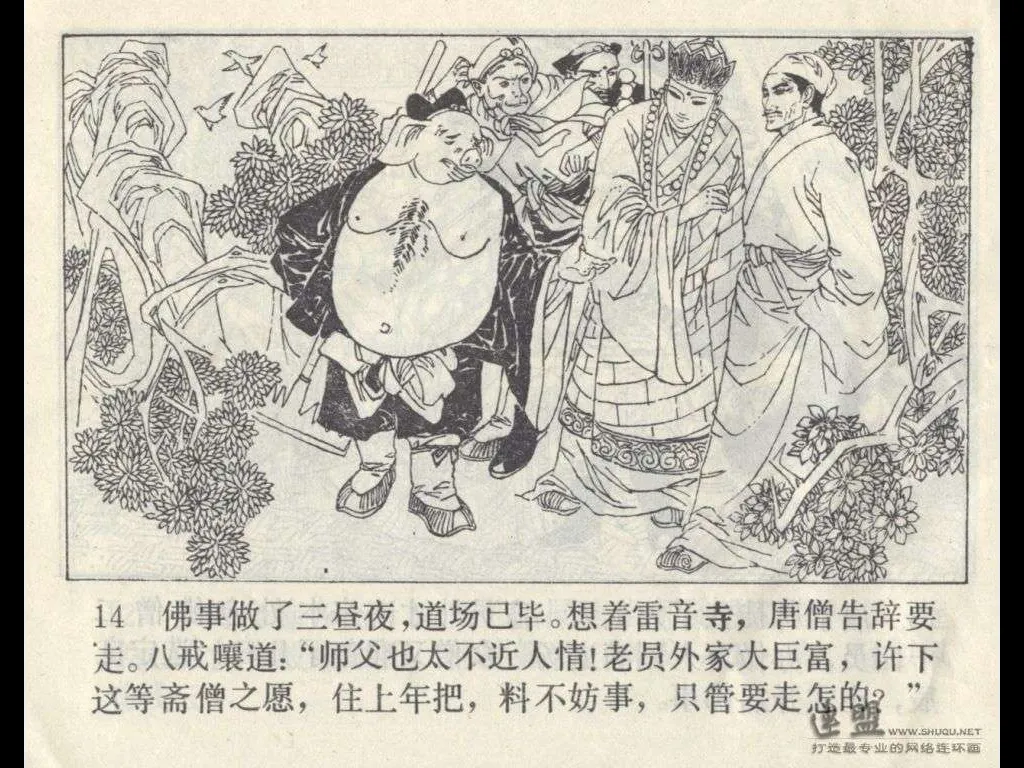 14 佛事做了三昼夜，道场已毕。想着雷音寺，唐僧告辞要
走。八戒嚷道：“师父也太不近人情！老员外家大巨富，许下
这等斋僧之愿，住上年把，料不妨事，只管要走怎的？”
连盟 WWW.SHUQU.NET
打造最专业的网络连环画